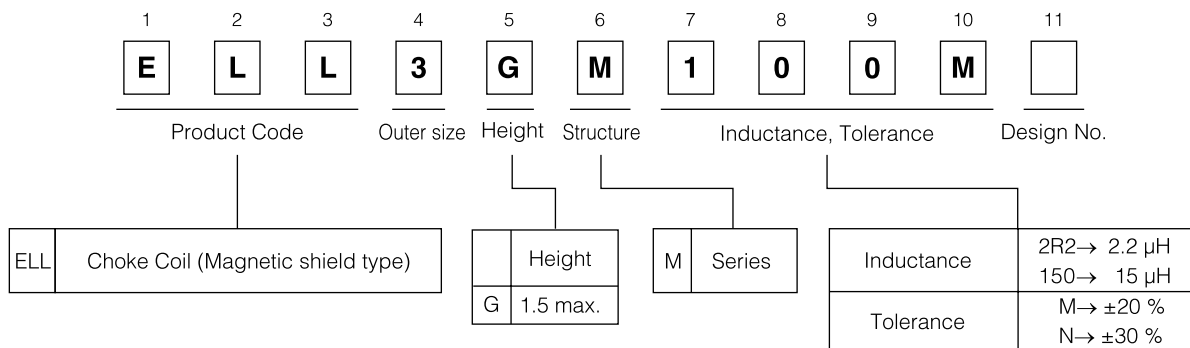 1 2 3 4 5 6 7 8 9 10 11
E L L 3 G M 1 0 0 M
Product Code Outer size Height Structure Inductance, Tolerance Design No.
ELL Choke Coil (Magnetic shield type)
Height
G 1.5 max.
M Series
Inductance 2R2→ 2.2 µH
150→ 15 µH
Tolerance M→ ±20 %
N→ ±30 %